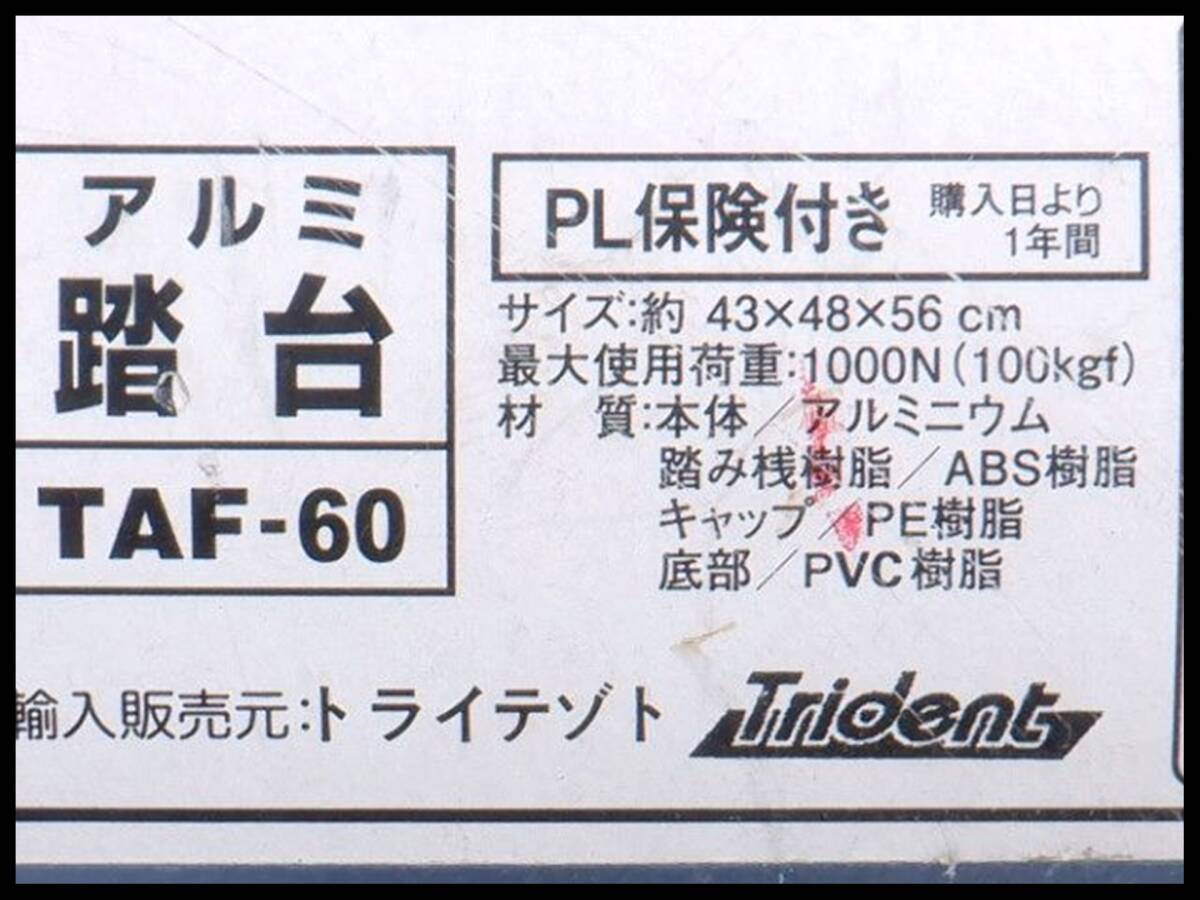 アルミ
踏台
TAF-60
PL保険付き 購入日より
1年間
サイズ:約 43×48×56 cm
最大使用荷重:1000N(100kgf)
材 質:本体／アルミニウム
踏み桟樹脂／ABS樹脂
キャップ／PE樹脂
底部／PVC樹脂
輸入販売元:トライテゾト Trident